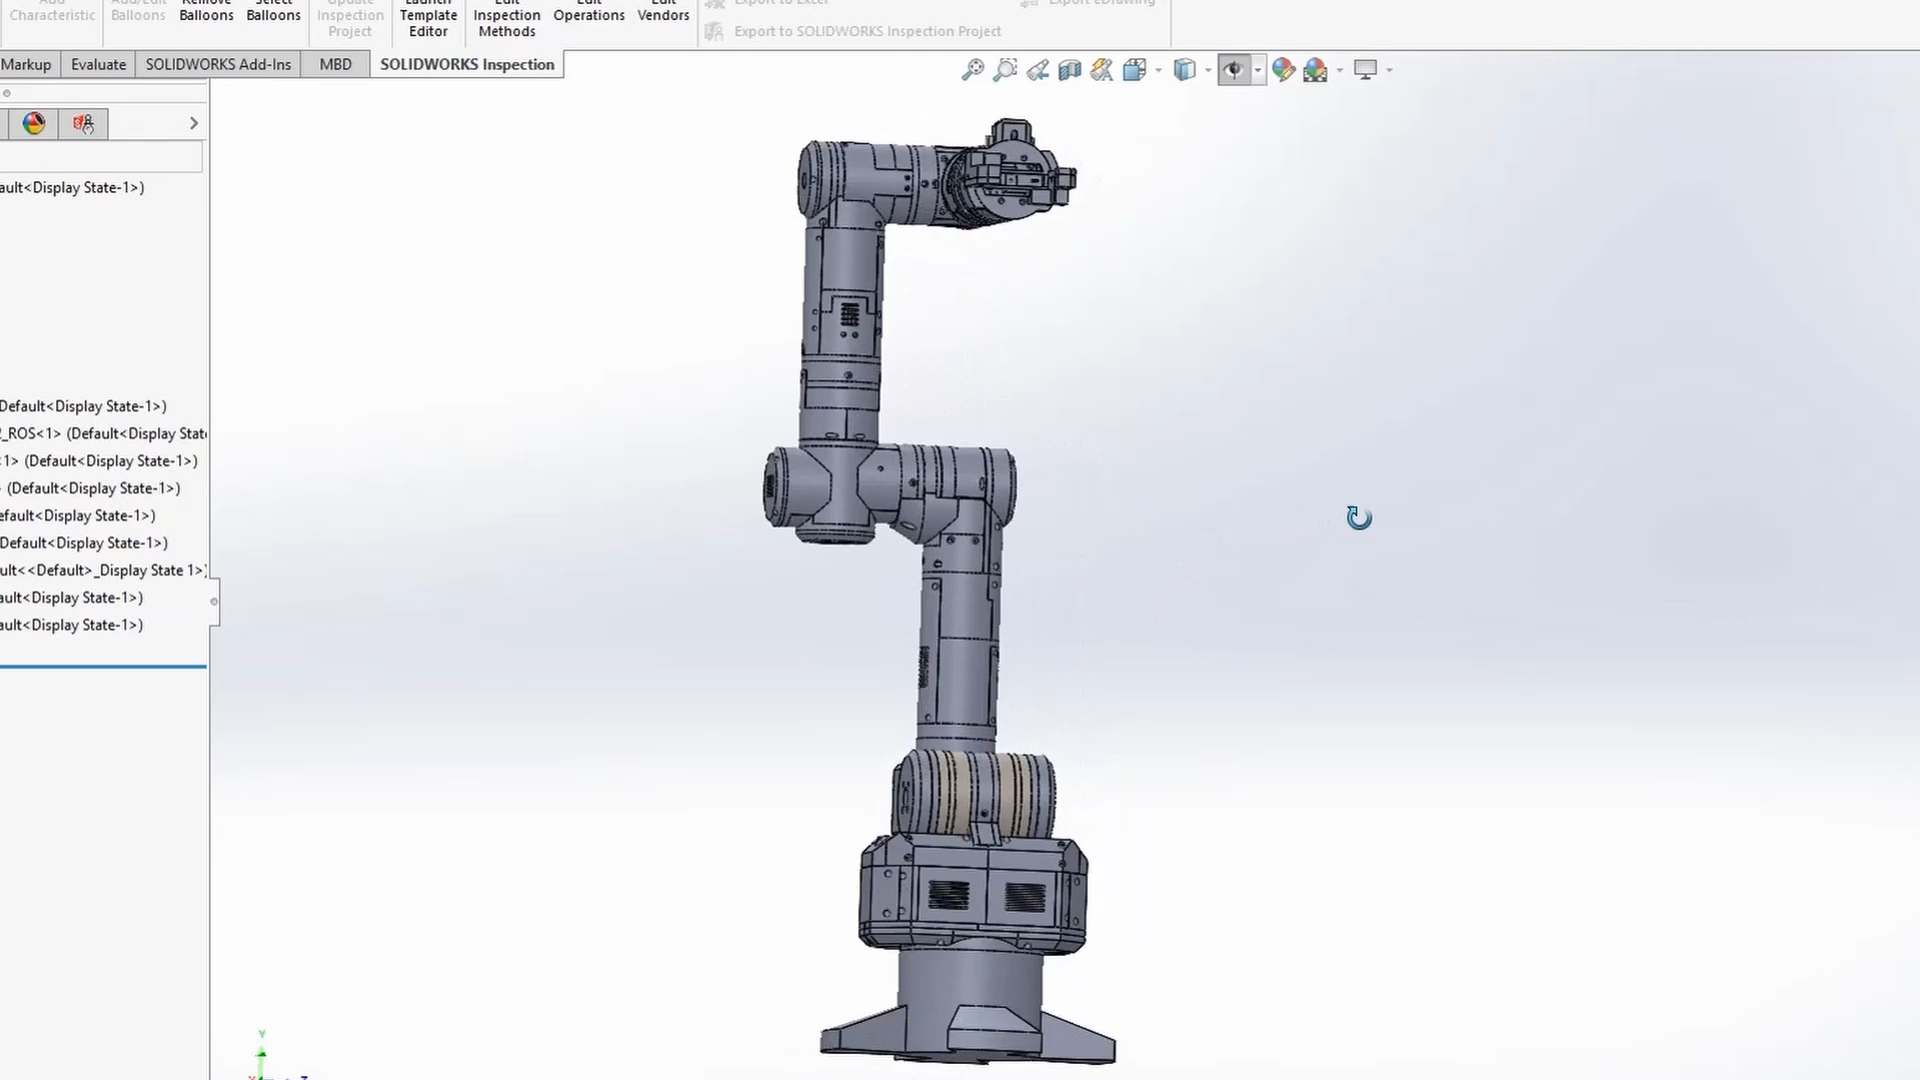 Add Add/Edit Remove Select Update Launch Edit Edit Edit Export to Excel Export eDrawing
Characteristic Balloons Balloons Balloons Inspection Template Inspection Operations Vendors
Project Editor Methods Export to SOLIDWORKS Inspection Project
Markup Evaluate SOLIDWORKS Add-Ins MBD SOLIDWORKS Inspection
ault<Display State-1>)
Default<Display State-1>)
_ROS<1> (Default<Display Stat
1> (Default<Display State-1>)
(Default<Display State-1>)
efault<Display State-1>)
Default<Display State-1>)
ult<<Default>_Display State 1>)
ault<Display State-1>)
ault<Display State-1>)
Y
Z